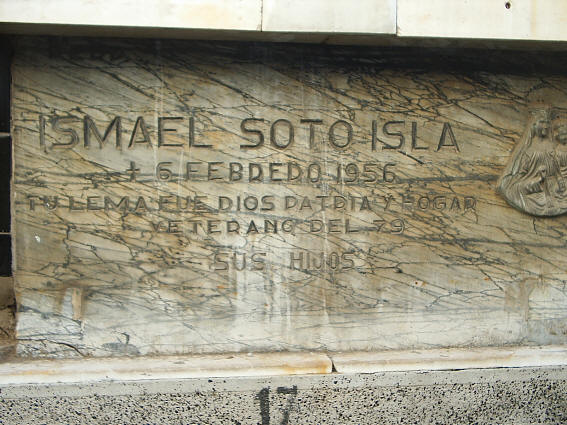 ISMAEL SOTO ISLA
+ 6 FEBRERO 1956
TU LEMA FUE DIOS PATRIA Y HOGAR
VETERANO DEL 79
SUS HIJOS
17